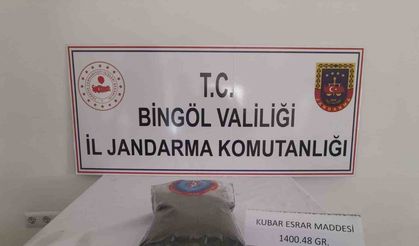 T.C.
BİNGÖL VALİLİĞİ
İL JANDARMA KOMUTANLIĞI
KUBAR ESRAR MADDESİ
1400.48 GR.